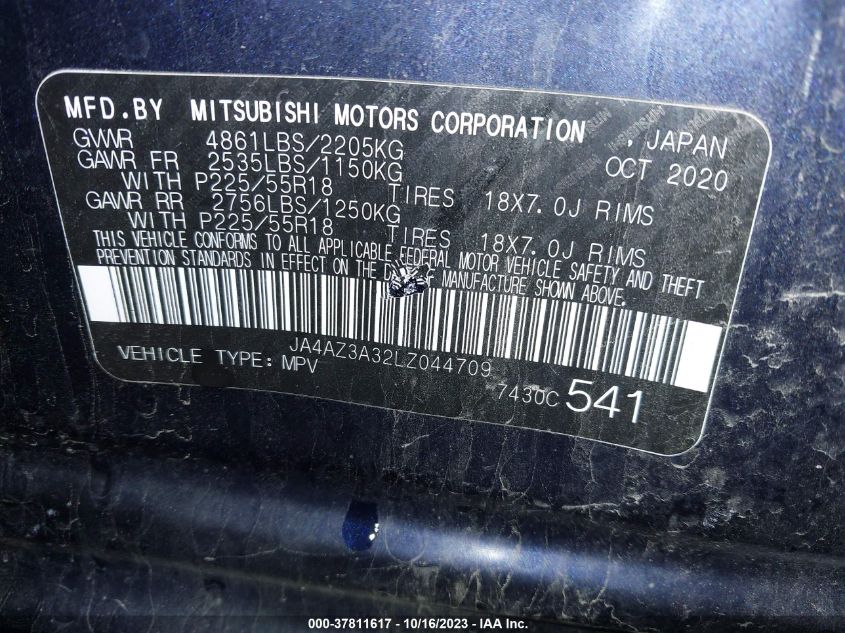 MFD.BY MITSUBISHI MOTORS CORPORATION , JAPAN
GVWR 4861LBS/2205KG OCT 2020
GAWR FR 2535LBS/1150KG
WITH P225/55R18 TIRES 18X7.0J RIMS
GAWR RR 2756LBS/1250KG
WITH P225/55R18 TIRES 18X7.0J RIMS
THIS VEHICLE CONFORMS TO ALL APPLICABLE FEDERAL MOTOR VEHICLE SAFETY AND THEFT
PREVENTION STANDARDS IN EFFECT ON THE OF MANUFACTURE SHOWN ABOVE.
JA4AZ3A32LZ044709
VEHICLE TYPE: MPV
7430C 541
000-37811617 - 10/16/2023 - © IAA, Inc.